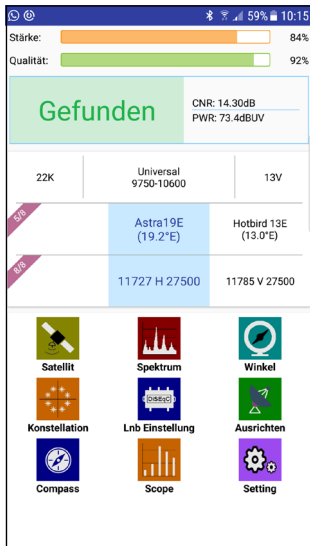 59% 10:15
Stärke: 84%
Qualität: 92%
Gefunden
CNR: 14.30dB
PWR: 73.4dBUV
22K
Universal
9750-10600
13V
5/8
Astra19E
(19.2°E)
Hotbird 13E
(13.0°E)
8/8
11727 H 27500
11785 V 27500
Satellit Spektrum Winkel
DiSEqC
Konstellation Lnb Einstellung Ausrichten
Compass Scope Setting